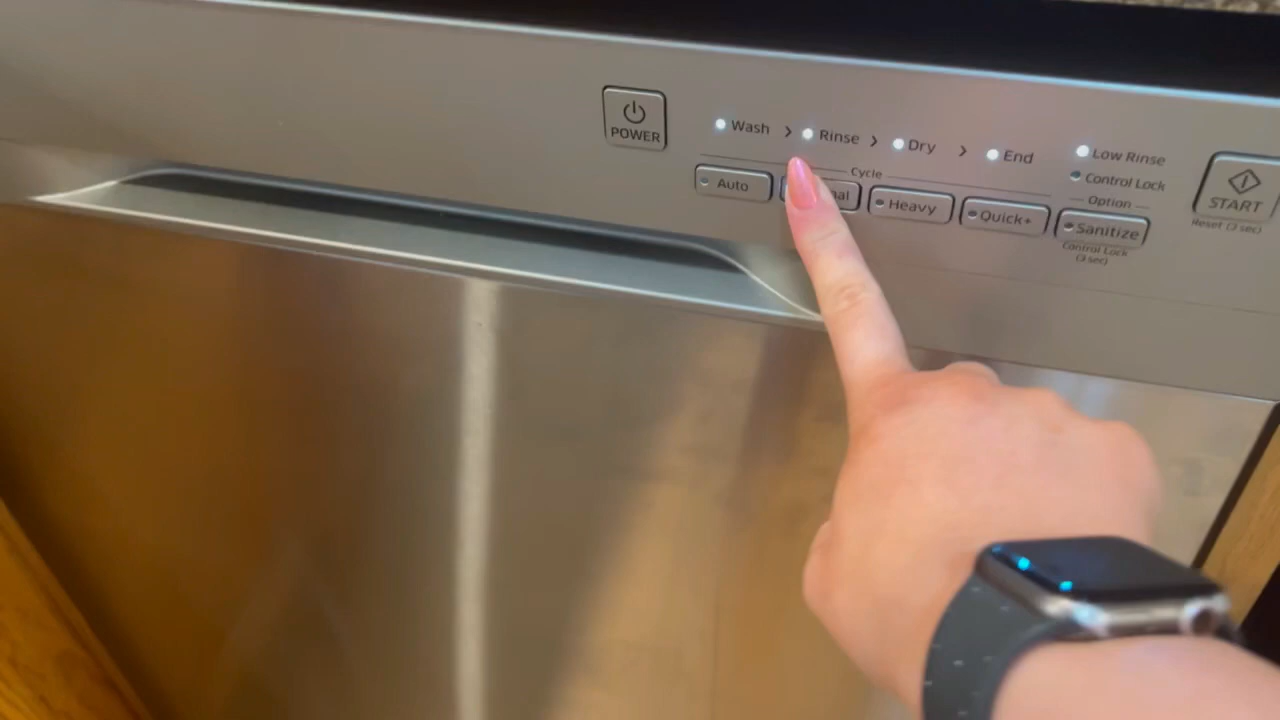 POWER
Wash > Rinse > Dry > End
Low Rinse
Control Lock
Cycle
Option
Auto
Heavy
Quick+
Sanitize
Control Lock
(3 sec)
START
Reset (3 sec)